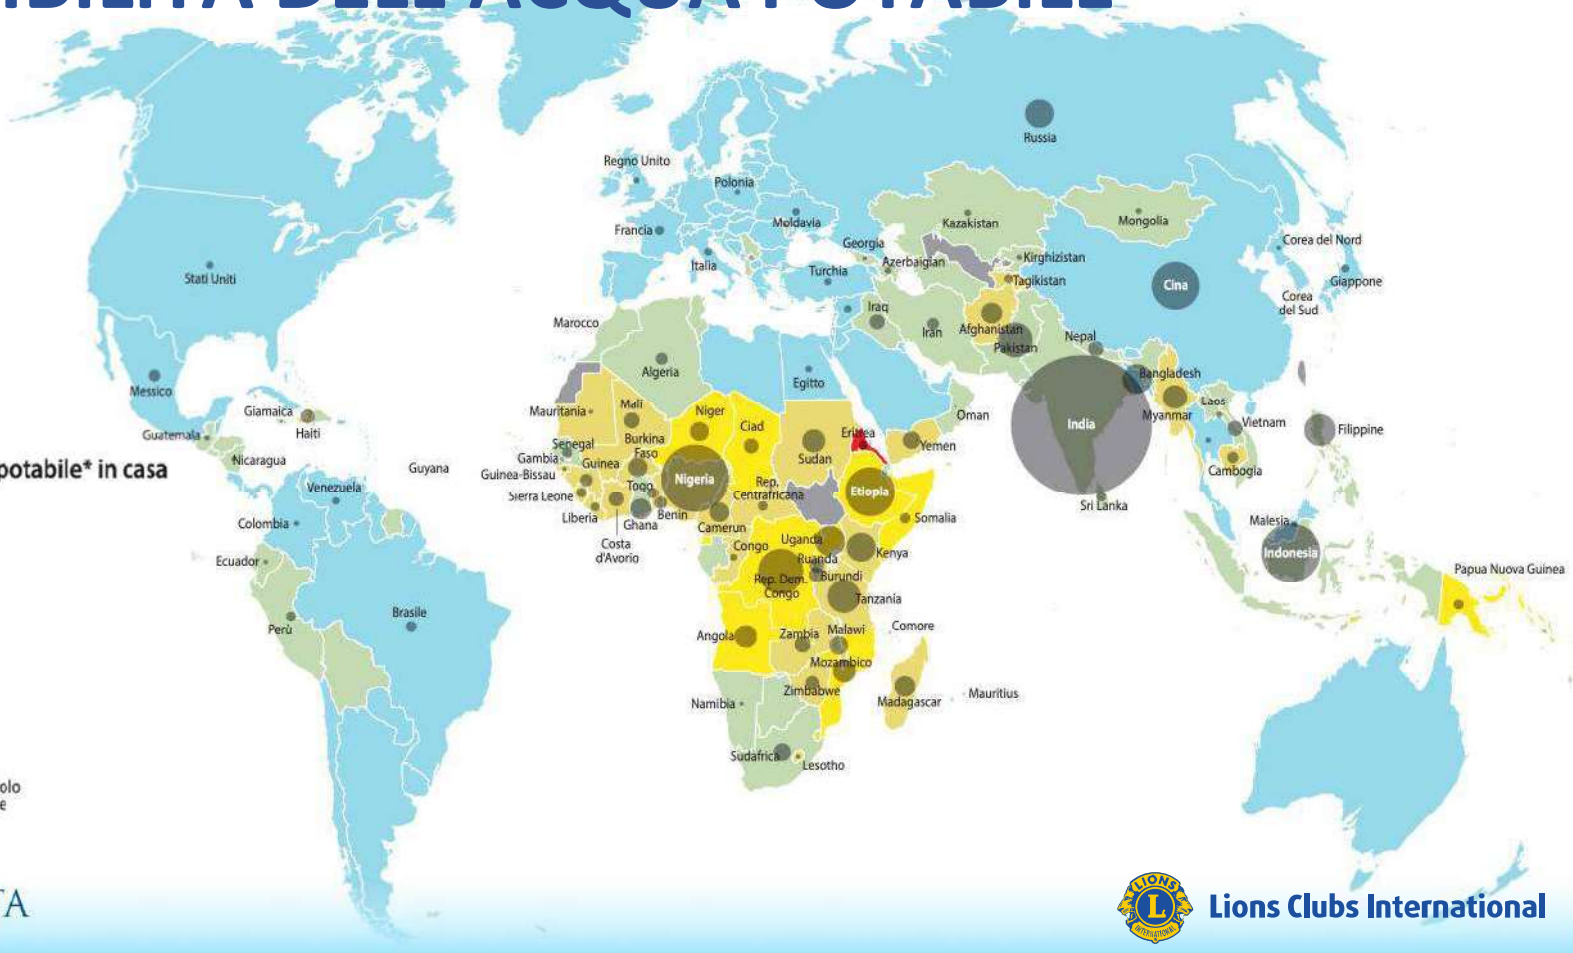 DELL'ACQUA POTABILE
Russia
Regno Unito
Polonia
Kazakistan
Mongolia
Moldavia
Francia
Georgia
Corea del Nord
Italia
Azerbaigian
Kirghizistan
Turchia
Tagikistan
Stati Uniti
Cina
Giappone
Corea
del Sud
Iraq
Marocco
Iran
Afghanistan
Nepal
Pakistan
Algeria
Egitto
Bangladesh
Messico
Laos
Giamaica
Mauritania
Mali
Niger
Oman
Myanmar
Ciad
India
Vietnam
Filippine
Haiti
Guatemala
Burkina
Faso
Eritrea
Yemen
Senegal
Gambia
Guinea
Sudan
Nicaragua
potabile* in casa
Guyana
Guinea-Bissau
Nigeria
Rep.
Centrafricana
Etiopia
Cambogia
Venezuela
Togo
Sierra Leone
Sri Lanka
Liberia
Ghana
Benin
Camerun
Somalia
Malesia
Colombia
Costa
d'Avorio
Congo
Uganda
Kenya
Indonesia
Ecuador
Ruanda
Rep. Dem.
Congo
Burundi
Papua Nuova Guinea
Tanzania
Brasile
Perù
Angola
Zambia
Malawi
Comore
Mozambico
Zimbabwe
Madagascar
Mauritius
Namibia
Sudafrica
Lesotho
LIONS
L
INTERNATIONAL
Lions Clubs International